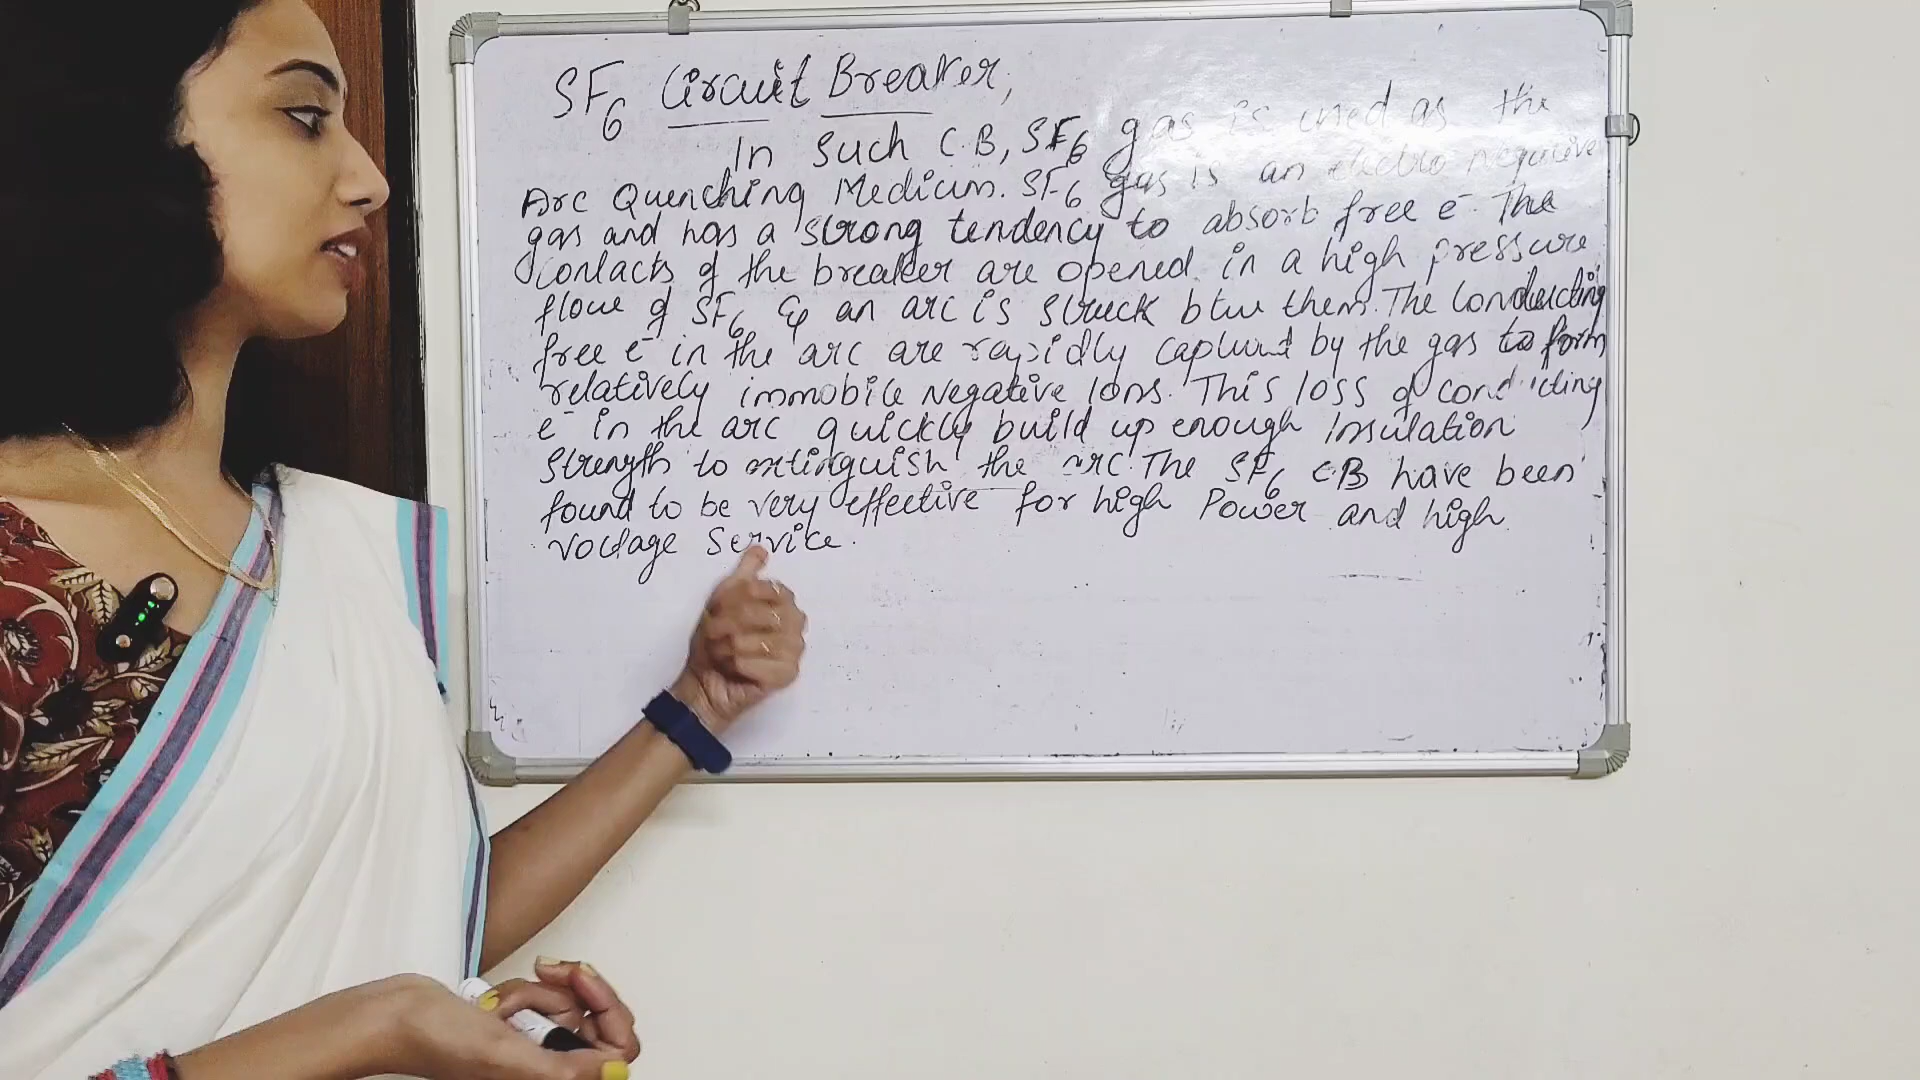 SF6 Circuit Breaker,
In such C.B, SF6 gas is used as the
Arc Quenching Medium. SF6 gas is an electro negative
gas and has a strong tendency to absorb free e-. The
contacts of the breaker are opened in a high pressure
flow of SF6 & an arc is struck btw them. The conducting
free e- in the arc are rapidly captured by the gas to form
relatively immobile negative ions. This loss of conducting
e- in the arc quickly build up enough insulation
strength to extinguish the arc. The SF6 CB have been
found to be very effective for high power and high
voltage service.